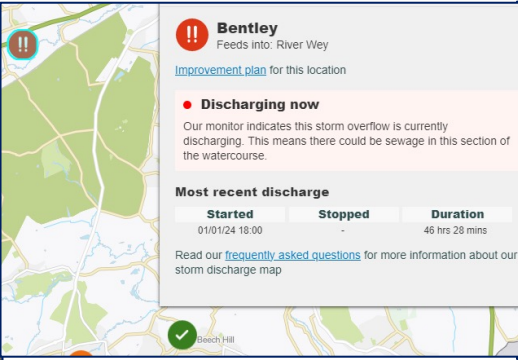 !!
!!
Bentley
Feeds into: River Wey
Improvement plan for this location
Discharging now
Our monitor indicates this storm overflow is currently
discharging. This means there could be sewage in this section of
the watercourse.
Most recent discharge
Started Stopped Duration
01/01/24 18:00 - 46 hrs 28 mins
Read our frequently asked questions for more information about our
storm discharge map
Beech Hill